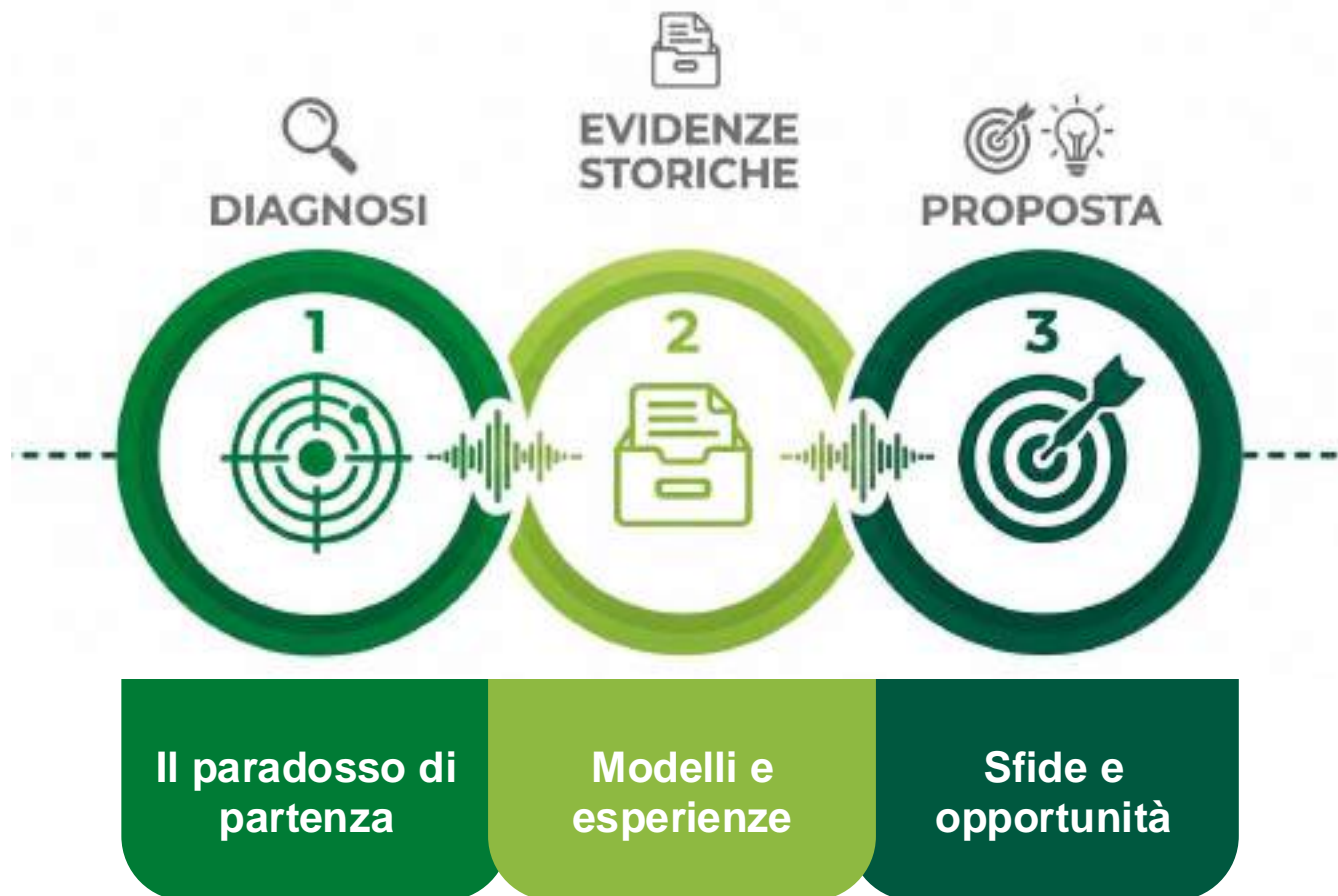 DIAGNOSI
EVIDENZE
STORICHE
PROPOSTA
1
2
3
Il paradosso di
partenza
Modelli e
esperienze
Sfide e
opportunità